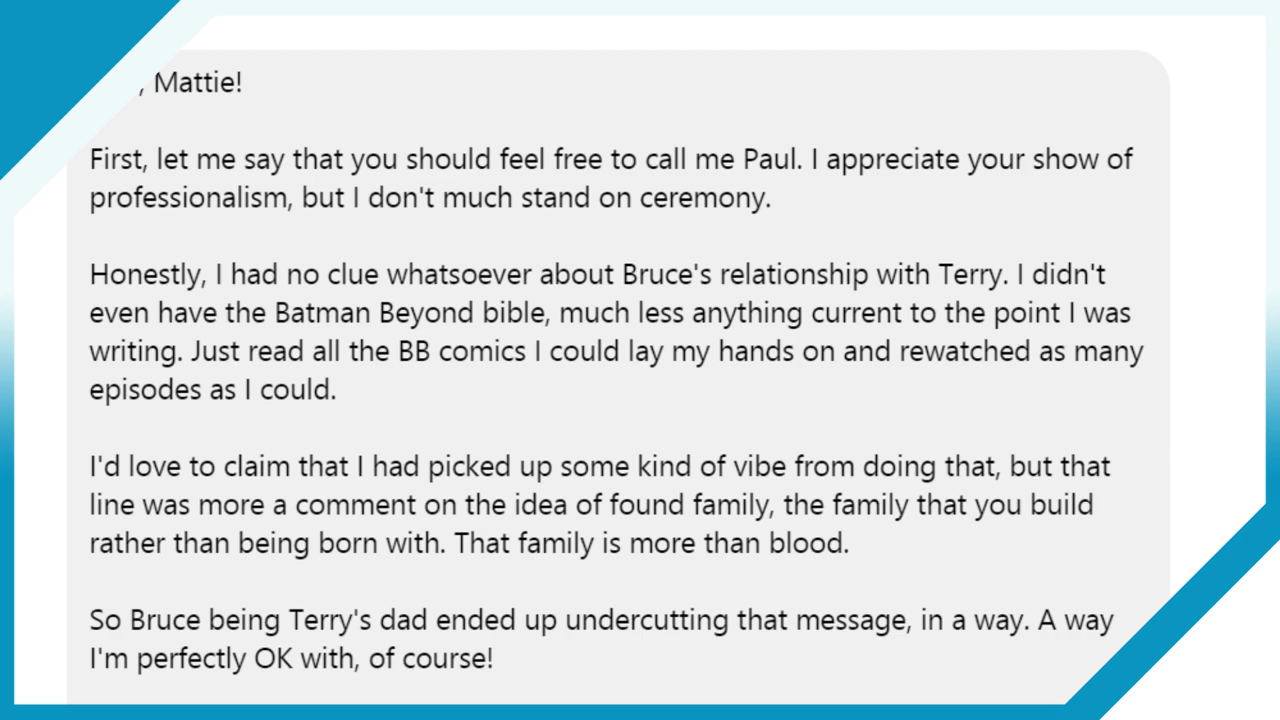 , Mattie!
First, let me say that you should feel free to call me Paul. I appreciate your show of
professionalism, but I don't much stand on ceremony.
Honestly, I had no clue whatsoever about Bruce's relationship with Terry. I didn't
even have the Batman Beyond bible, much less anything current to the point I was
writing. Just read all the BB comics I could lay my hands on and rewatched as many
episodes as I could.
I'd love to claim that I had picked up some kind of vibe from doing that, but that
line was more a comment on the idea of found family, the family that you build
rather than being born with. That family is more than blood.
So Bruce being Terry's dad ended up undercutting that message, in a way. A way
I'm perfectly OK with, of course!